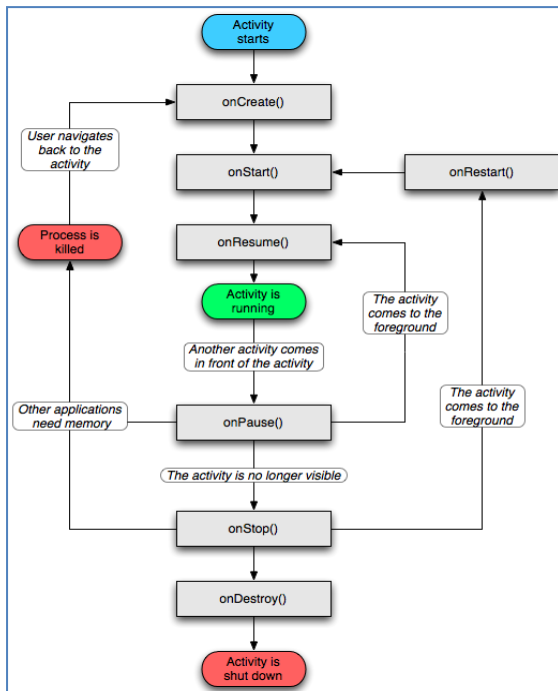 Activity
starts
onCreate()
User navigates
back to the
activity
onStart()
onRestart()
Process is
killed
onResume()
Activity is
running
The activity
comes to the
foreground
Another activity comes
in front of the activity
The activity
comes to the
foreground
Other applications
need memory
onPause()
The activity is no longer visible
onStop()
onDestroy()
Activity is
shut down